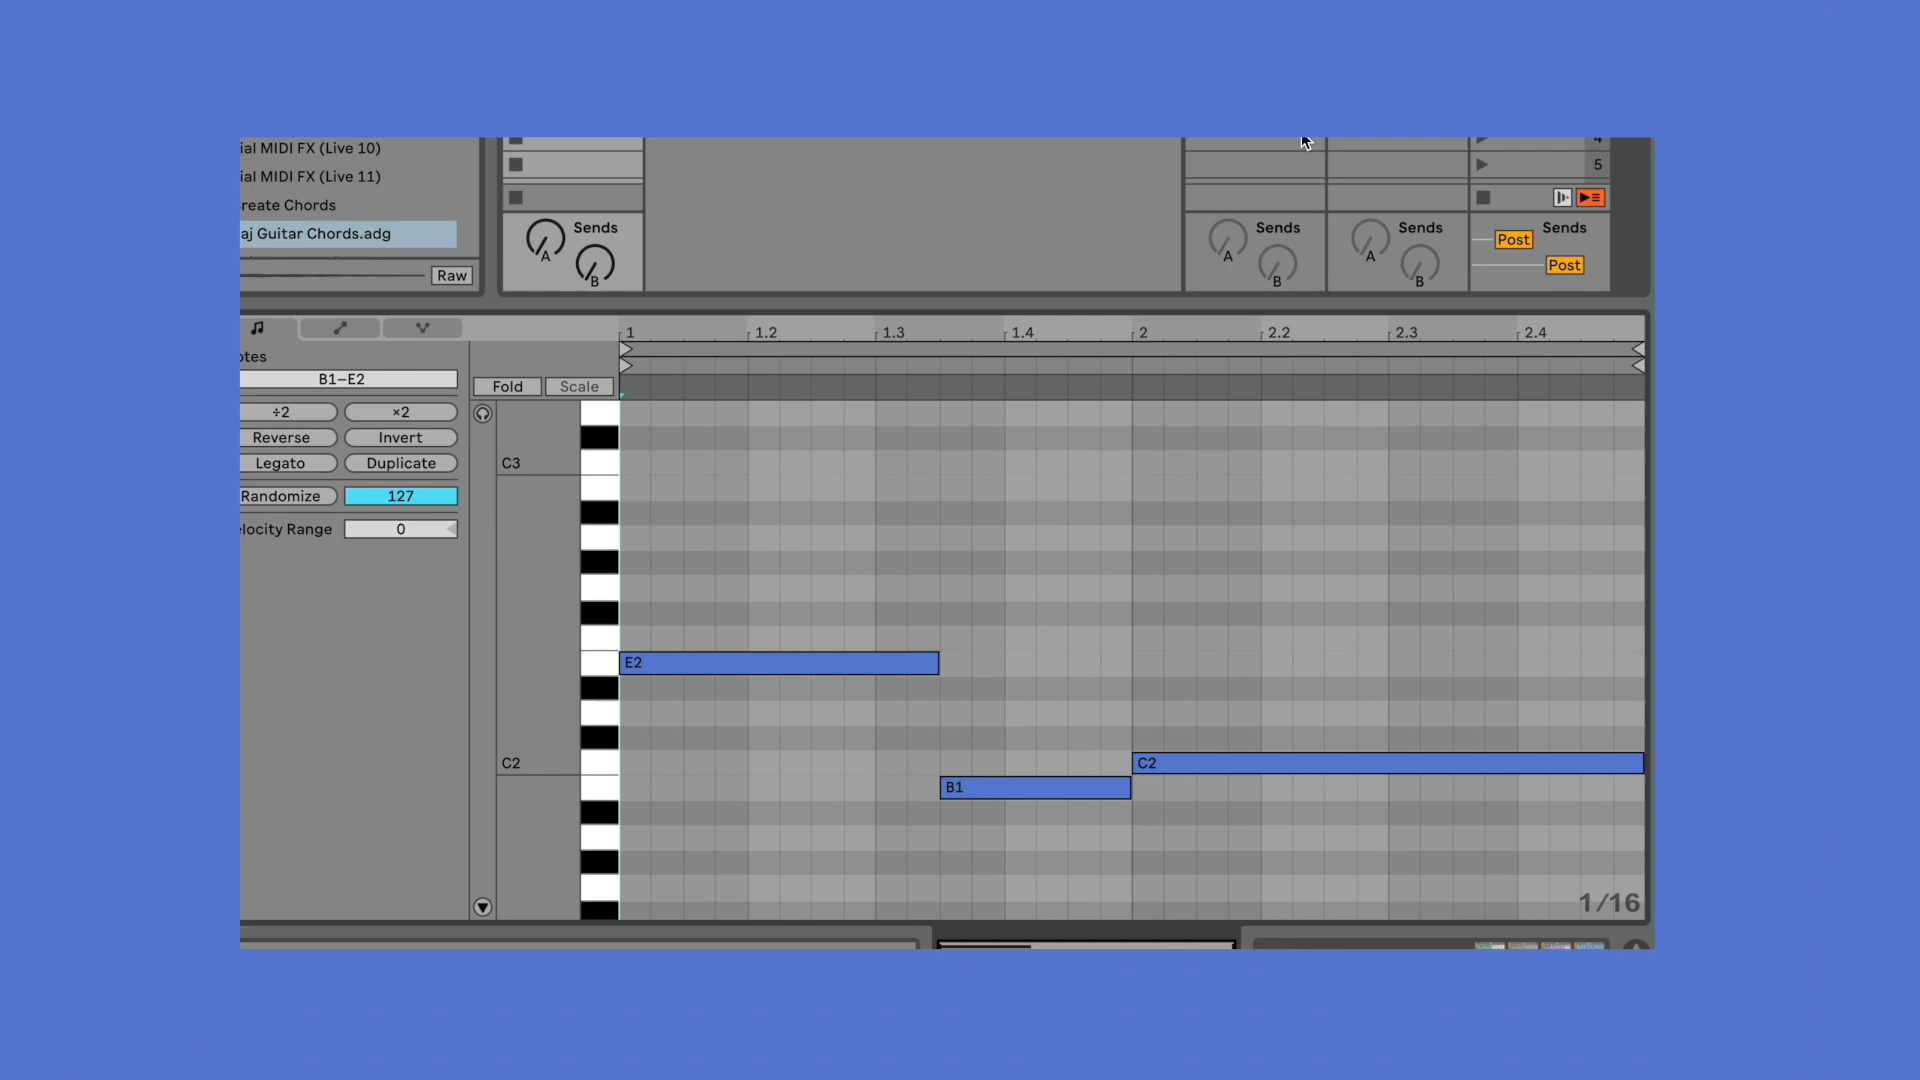 ial MIDI FX (Live 10)
ial MIDI FX (Live 11)
reate Chords
aj Guitar Chords.adg
Raw
Sends
A
B
Sends
A
B
Sends
A
B
4
5
Sends
Post
Post
1 1.2 1.3 1.4 2 2.2 2.3 2.4
otes
B1–E2
Fold Scale
÷2 ×2
Reverse Invert
Legato Duplicate
Randomize 127
locity Range 0
C3
E2
C2
C2
B1
1/16